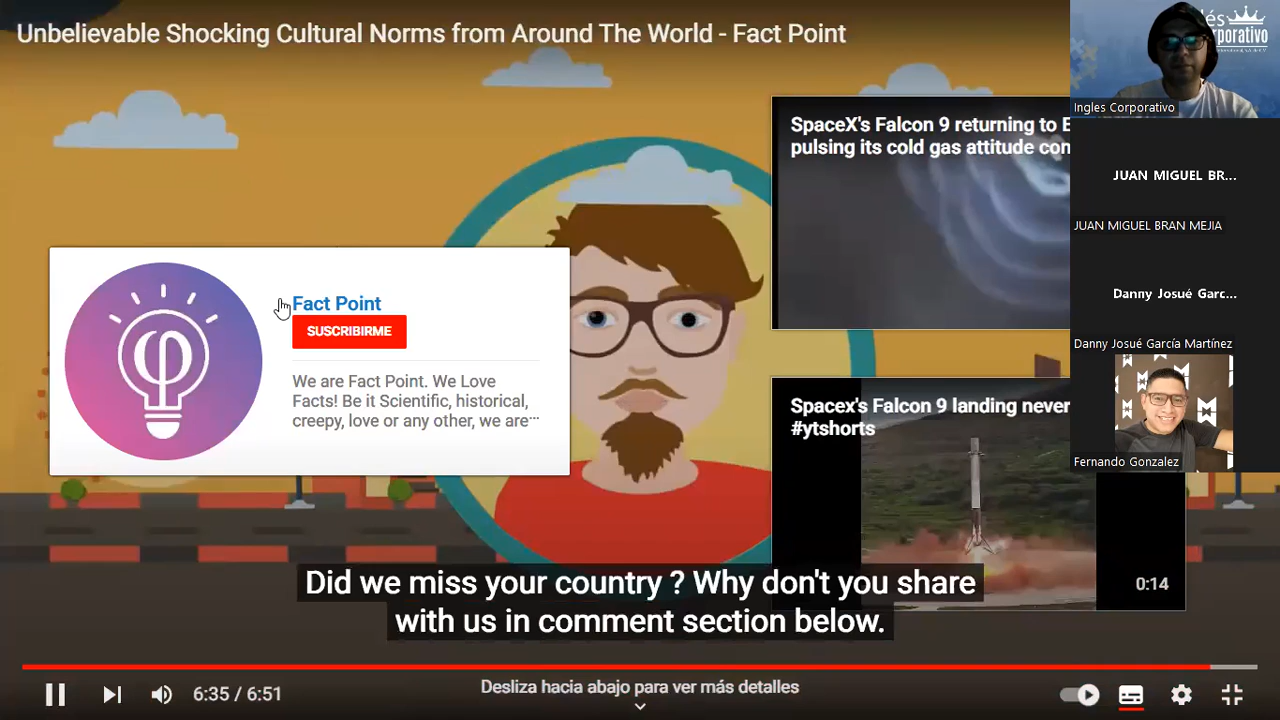 Unbelievable Shocking Cultural Norms from Around The World - Fact Point
és
rporativo
Ingles Corporativo
SpaceX's Falcon 9 returning to E
pulsing its cold gas attitude con
JUAN MIGUEL BR...
JUAN MIGUEL BRAN MEJIA
Danny Josué Garc...
Danny Josué García Martínez
Fact Point
SUSCRIBIRME
We are Fact Point. We Love
Facts! Be it Scientific, historical,
creepy, love or any other, we are...
Spacex's Falcon 9 landing never
#ytshorts
Fernando Gonzalez
0:14
Did we miss your country ? Why don't you share
with us in comment section below.
6:35 / 6:51
Desliza hacia abajo para ver más detalles